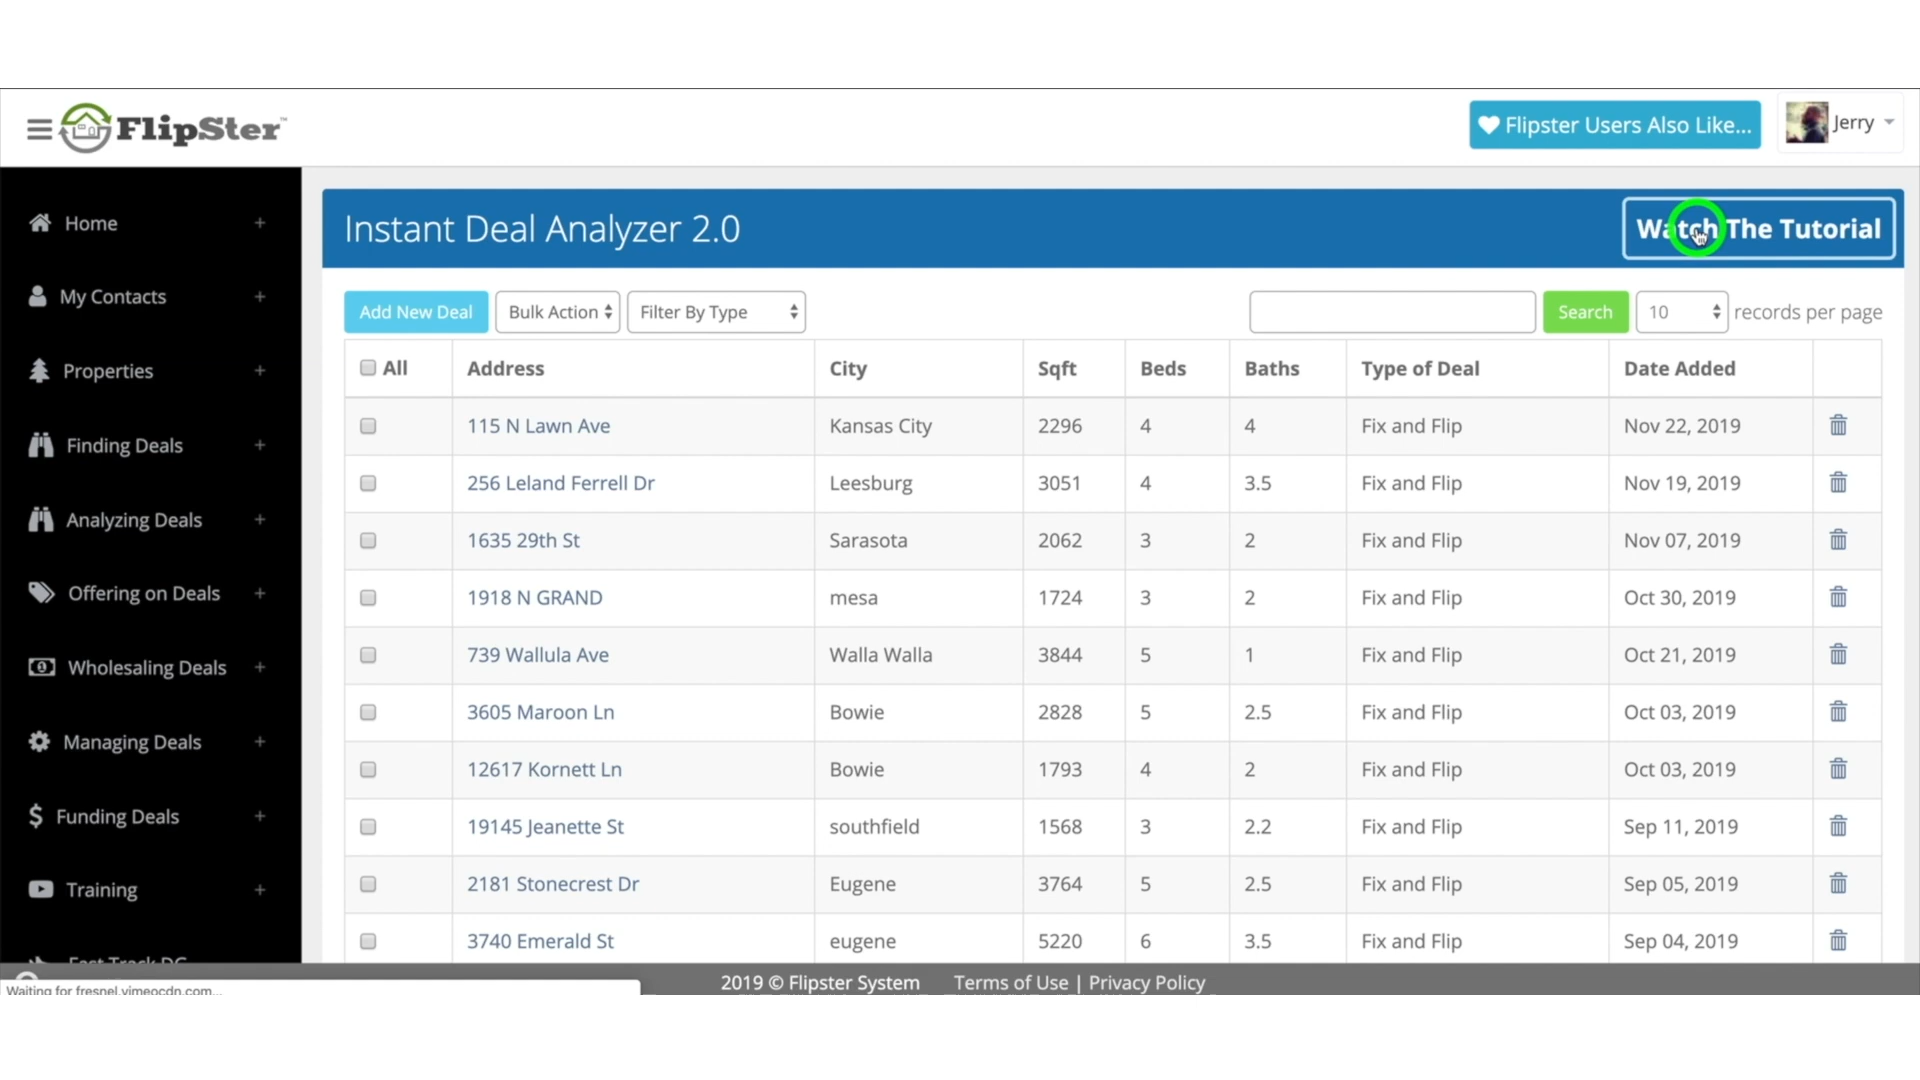 FlipSter™
Flipster Users Also Like...
Jerry
Home +
My Contacts +
Properties +
Finding Deals +
Analyzing Deals +
Offering on Deals +
Wholesaling Deals +
Managing Deals +
Funding Deals +
Training +
Instant Deal Analyzer 2.0
Watch The Tutorial
Add New Deal Bulk Action Filter By Type Search 10 records per page
All Address City Sqft Beds Baths Type of Deal Date Added
115 N Lawn Ave Kansas City 2296 4 4 Fix and Flip Nov 22, 2019
256 Leland Ferrell Dr Leesburg 3051 4 3.5 Fix and Flip Nov 19, 2019
1635 29th St Sarasota 2062 3 2 Fix and Flip Nov 07, 2019
1918 N GRAND mesa 1724 3 2 Fix and Flip Oct 30, 2019
739 Wallula Ave Walla Walla 3844 5 1 Fix and Flip Oct 21, 2019
3605 Maroon Ln Bowie 2828 5 2.5 Fix and Flip Oct 03, 2019
12617 Kornett Ln Bowie 1793 4 2 Fix and Flip Oct 03, 2019
19145 Jeanette St southfield 1568 3 2.2 Fix and Flip Sep 11, 2019
2181 Stonecrest Dr Eugene 3764 5 2.5 Fix and Flip Sep 05, 2019
3740 Emerald St eugene 5220 6 3.5 Fix and Flip Sep 04, 2019
2019 © Flipster System Terms of Use | Privacy Policy
Waiting for fresnel.vimeocdn.com...